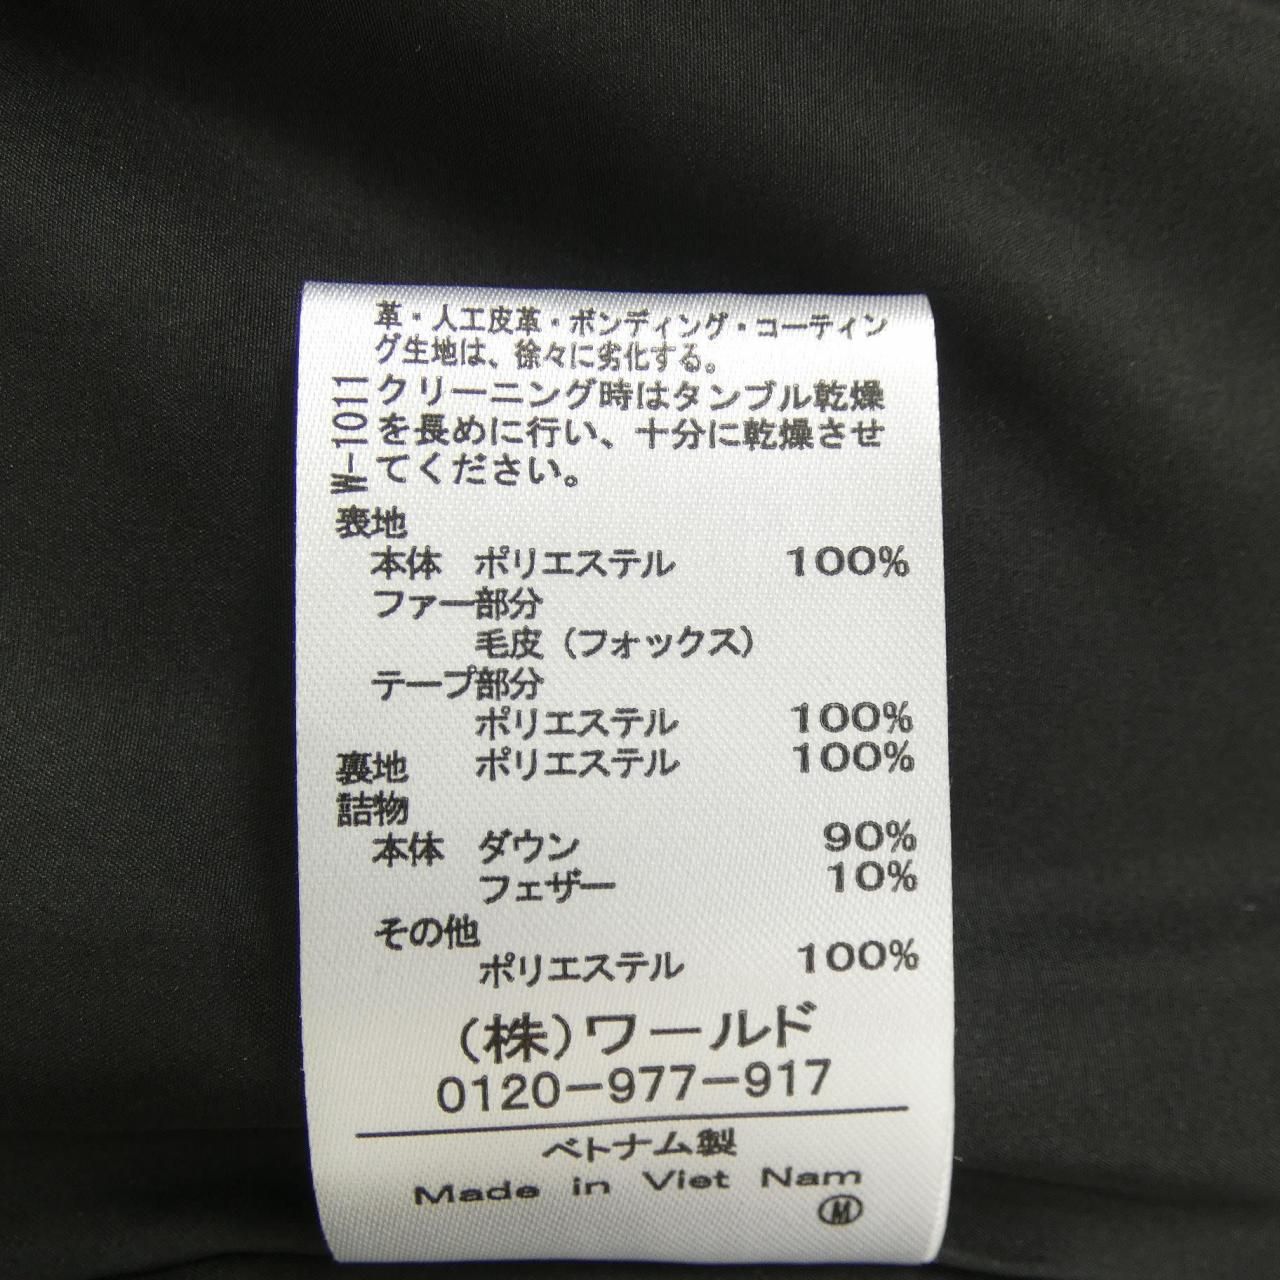 革・人工皮革・ボンディング・コーティン
グ生地は、徐々に劣化する。
クリーニング時はタンブル乾燥
を長めに行い、十分に乾燥させ
てください。
W-1011
表地
本体 ポリエステル 100%
ファー部分
毛皮（フォックス）
テープ部分
ポリエステル 100%
裏地 ポリエステル 100%
詰物
本体 ダウン 90%
フェザー 10%
その他
ポリエステル 100%
（株）ワールド
0120-977-917
ベトナム製
Made in Viet Nam
Ⓜ